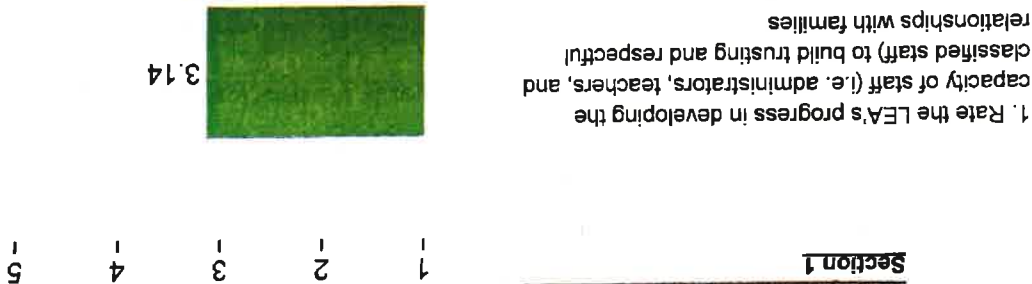 Section 1
1 2 3 4 5
1. Rate the LEA's progress in developing the
capacity of staff (i.e. administrators, teachers, and
classified staff) to build trusting and respectful
relationships with families
3.14